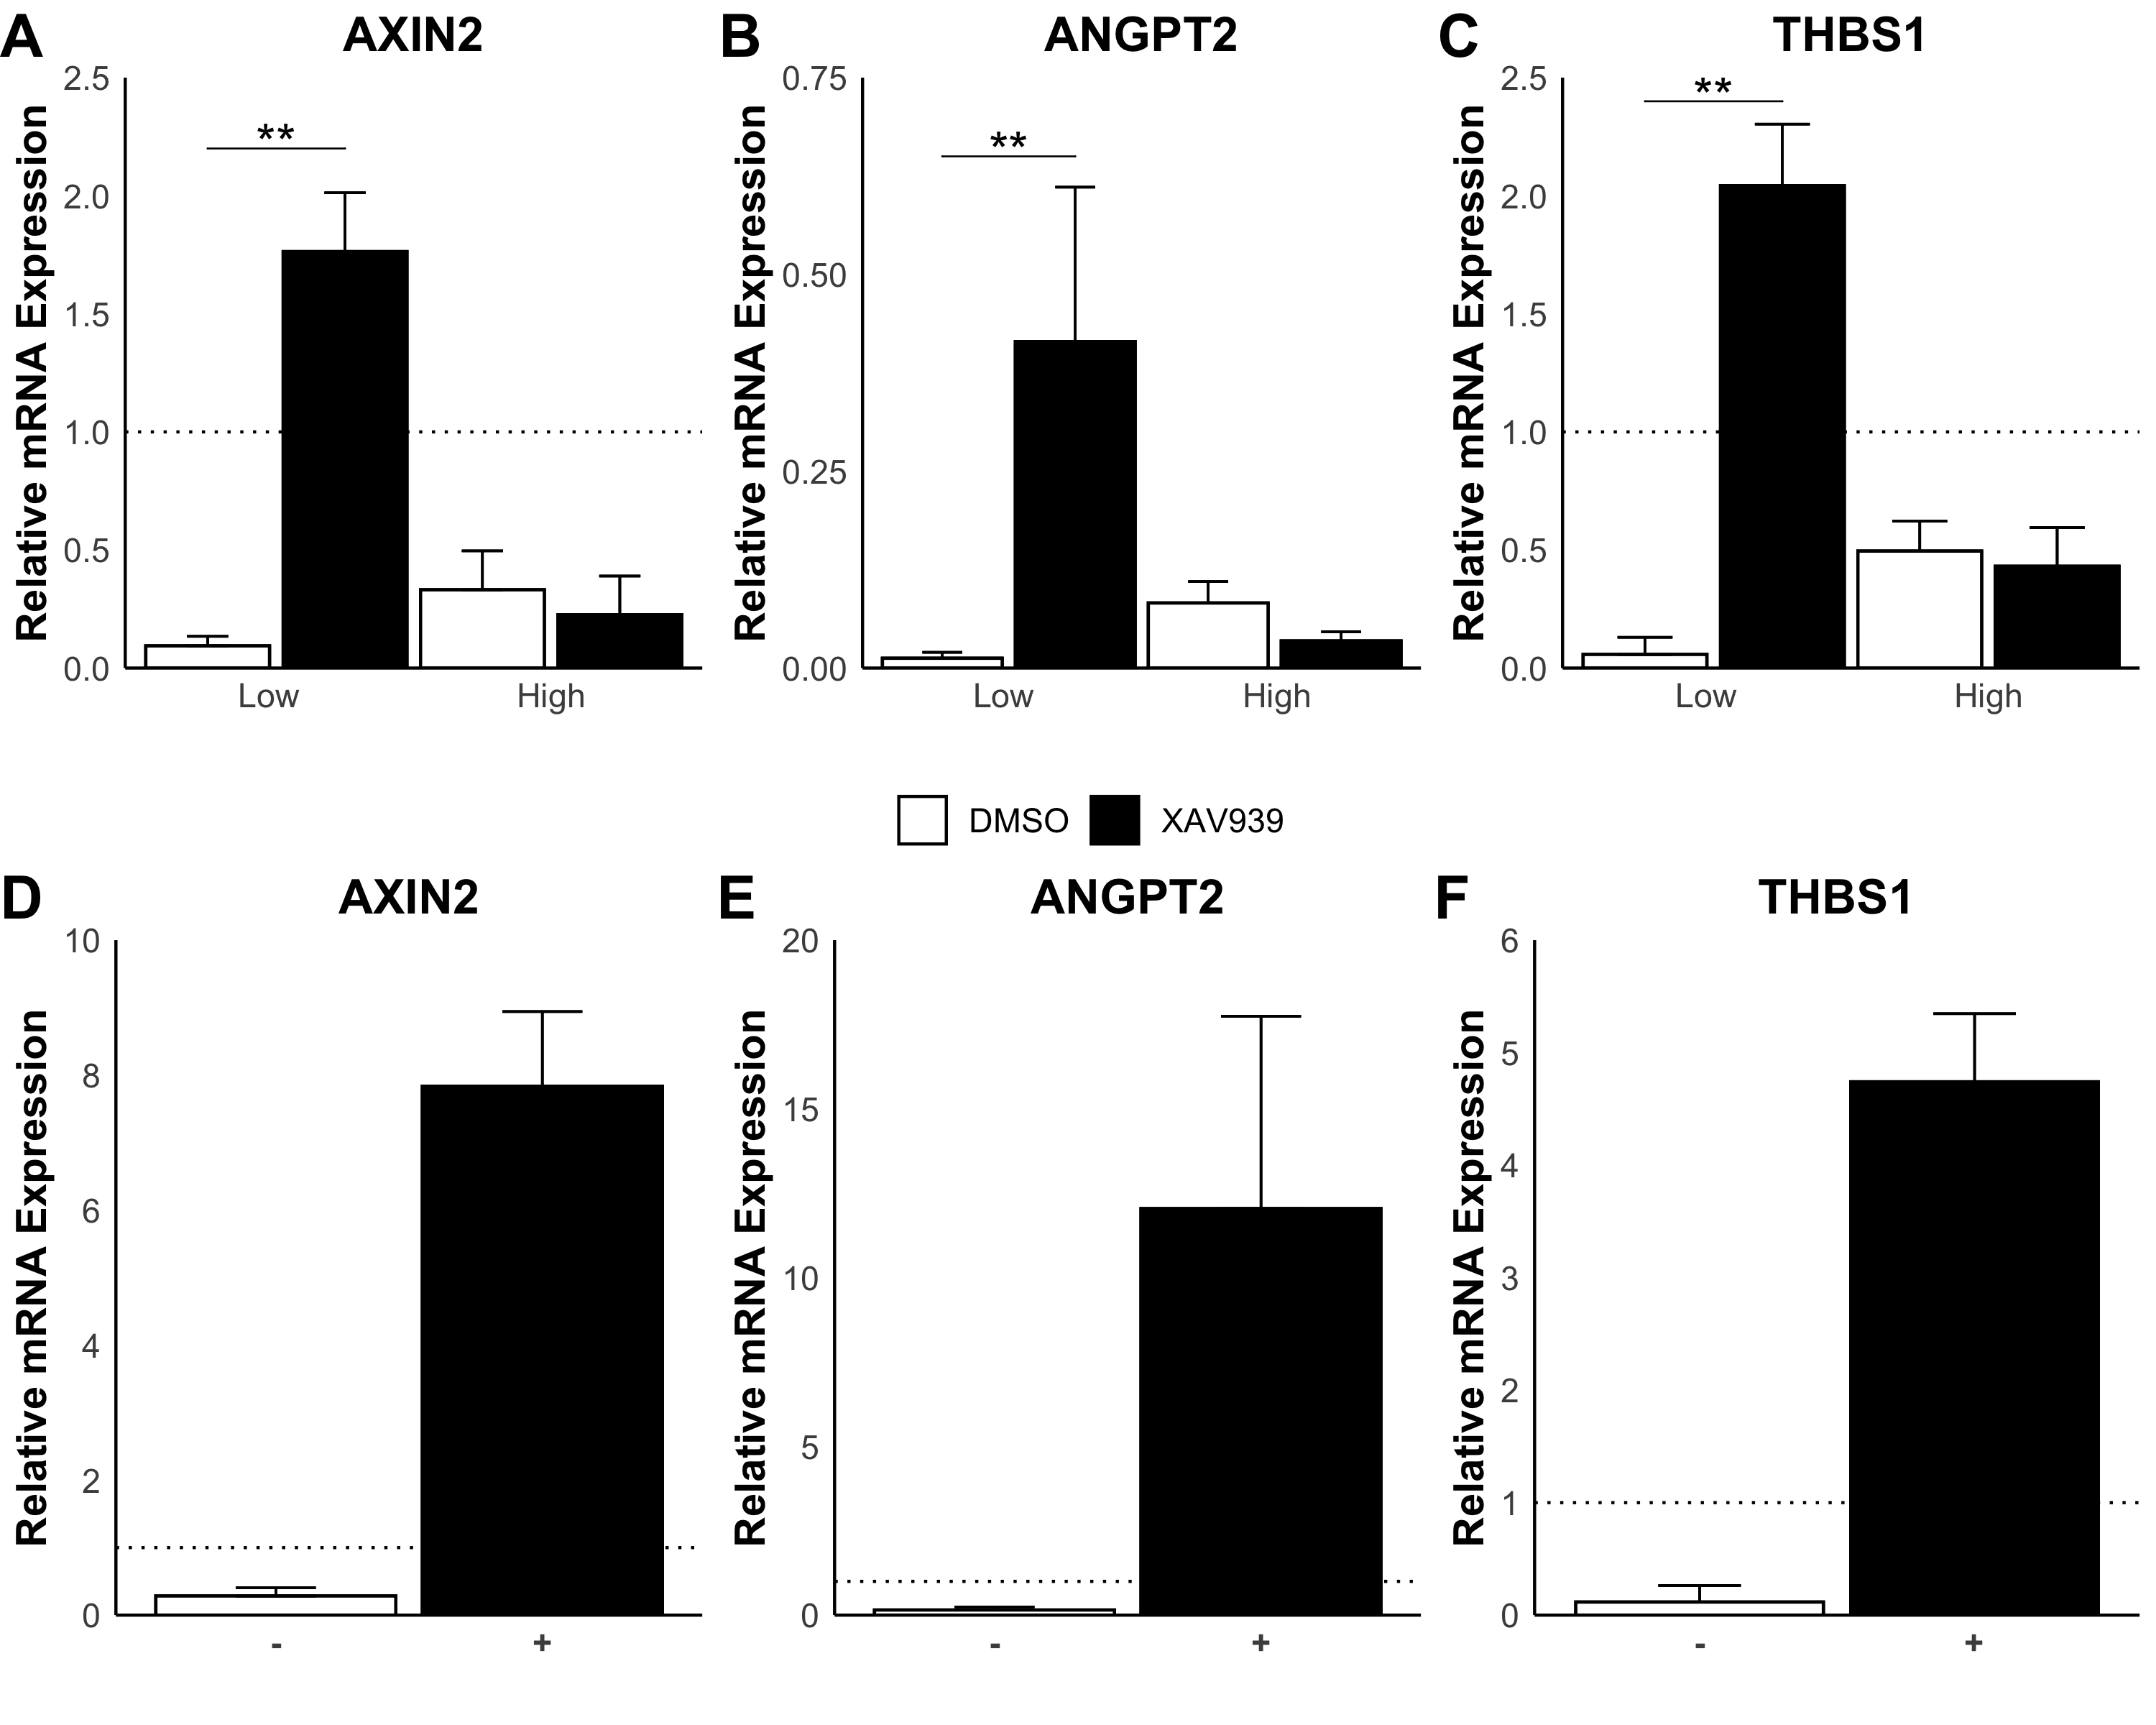 A AXIN2
Relative mRNA Expression
2.5
2.0
1.5
1.0
0.5
0.0
**
Low High
B ANGPT2
Relative mRNA Expression
0.75
0.50
0.25
0.00
**
Low High
C THBS1
Relative mRNA Expression
2.5
2.0
1.5
1.0
0.5
0.0
**
Low High
DMSO XAV939
D AXIN2
Relative mRNA Expression
10
8
6
4
2
0
- +
E ANGPT2
Relative mRNA Expression
20
15
10
5
0
- +
F THBS1
Relative mRNA Expression
6
5
4
3
2
1
0
- +